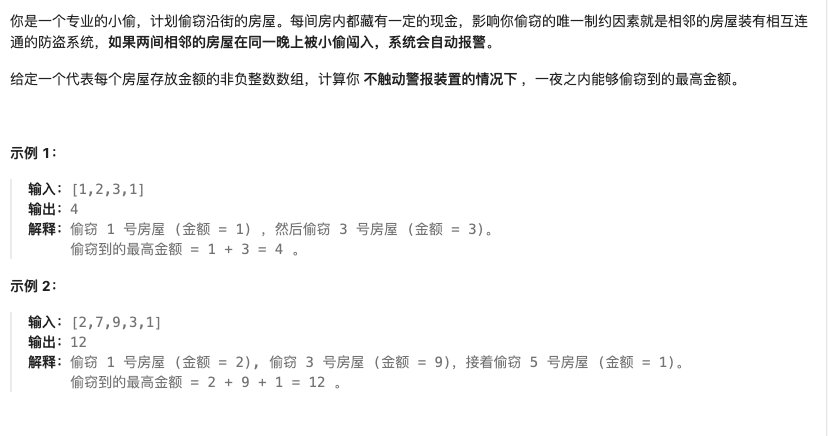 你是一个专业的小偷，计划偷窃沿街的房屋。每间房内都藏有一定的现金，影响你偷窃的唯一制约因素就是相邻的房屋装有相互连
通的防盗系统，如果两间相邻的房屋在同一晚上被小偷闯入，系统会自动报警。
给定一个代表每个房屋存放金额的非负整数数组，计算你 不触动警报装置的情况下 ，一夜之内能够偷窃到的最高金额。
示例 1：
输入：[1,2,3,1]
输出：4
解释：偷窃 1 号房屋 (金额 = 1) ，然后偷窃 3 号房屋 (金额 = 3)。
偷窃到的最高金额 = 1 + 3 = 4 。
示例 2：
输入：[2,7,9,3,1]
输出：12
解释：偷窃 1 号房屋 (金额 = 2), 偷窃 3 号房屋 (金额 = 9)，接着偷窃 5 号房屋 (金额 = 1)。
偷窃到的最高金额 = 2 + 9 + 1 = 12 。